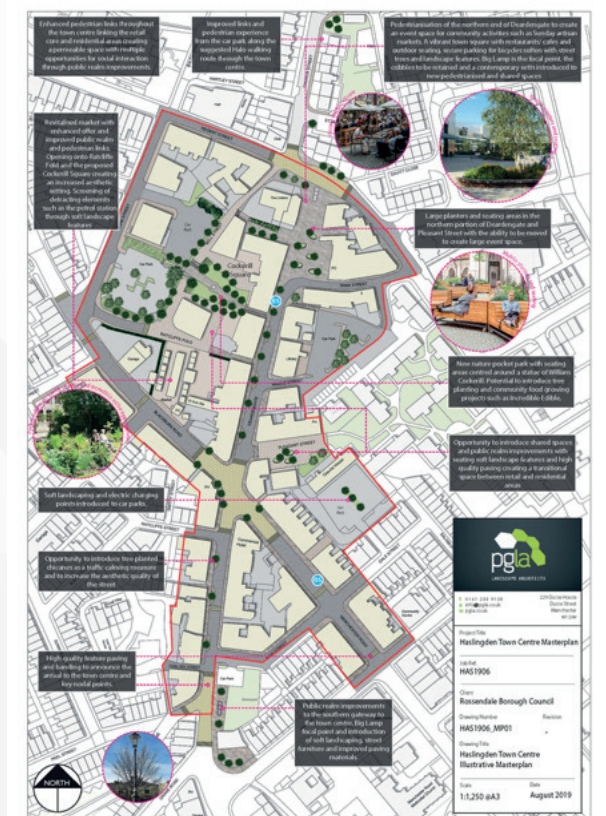 Enhanced pedestrian links throughout
the town centre linking the retail
core and residential areas creating
a permeable space with multiple
opportunities for social interaction
through public realm improvements.
Improved links and
pedestrian experience
from the car park along the
suggested Halo walking
route through the town
centre.
Pedestrianisation of the northern end of Deardengate to create
an event space for community activities such as Sunday artisan
markets. A vibrant town square with restaurants/ cafes and
outdoor seating, secure parking for bicycles soften with street
trees and landscape features. Big Lamp is the focal point, the
cobbles to be retained and a contemporary setts introduced to
new pedestrianised and shared spaces
Revitalised market with
enhanced offer and
improved public realm
and pedestrian links.
Opening onto Ratcliffe
Fold and the proposed
Cockerill Square creating
an increased aesthetic
setting. Screening of
detracting elements
such as the petrol station
through soft landscape
features
Large planters and seating areas in the
northern portion of Deardengate and
Pleasant Street with the ability to be moved
to create large event space.
Car Park
Cockerill
Square
RATCLIFFE FOLD
Garage
New nature pocket park with seating
areas centred around a statue of William
Cockerill. Potential to introduce tree
planting and community food growing
projects such as Incredible Edible.
BLACKBURN ROAD
PLEASANT STREET
Opportunity to introduce shared spaces
and public realm improvements with
seating soft landscape features and high
quality paving creating a transitional
space between retail and residential
areas
Soft landscaping and electric charging
points introduced to car parks.
Car Park
Opportunity to introduce tree planted
chicanes as a traffic calming measure
and to increase the aesthetic quality of
the street.
High quality feature paving
and banding to announce the
arrival to the town centre and
key nodal points.
Car Park
Public realm improvements
to the southern gateway to
the town centre. Big Lamp
focal point and introduction
of soft landscaping, street
furniture and improved paving
materials.
NORTH
pgla
LANDSCAPE ARCHITECTS
Project Title
Haslingden Town Centre Masterplan
Job Ref.
HAS1906
Client
Rossendale Borough Council
Drawing Number Revision
HAS1906_MP01 -
Drawing Title
Haslingden Town Centre
Illustrative Masterplan
Scale Date
1:1,250 @A3 August 2019